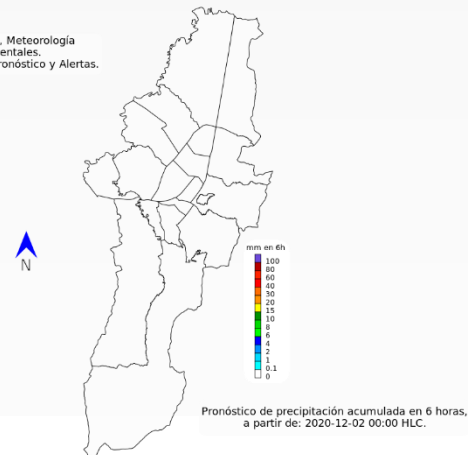 , Meteorología
entales.
ronóstico y Alertas.
N
mm en 6h
100
80
60
40
30
20
15
10
8
6
4
2
1
0.1
0
Pronóstico de precipitación acumulada en 6 horas,
a partir de: 2020-12-02 00:00 HLC.